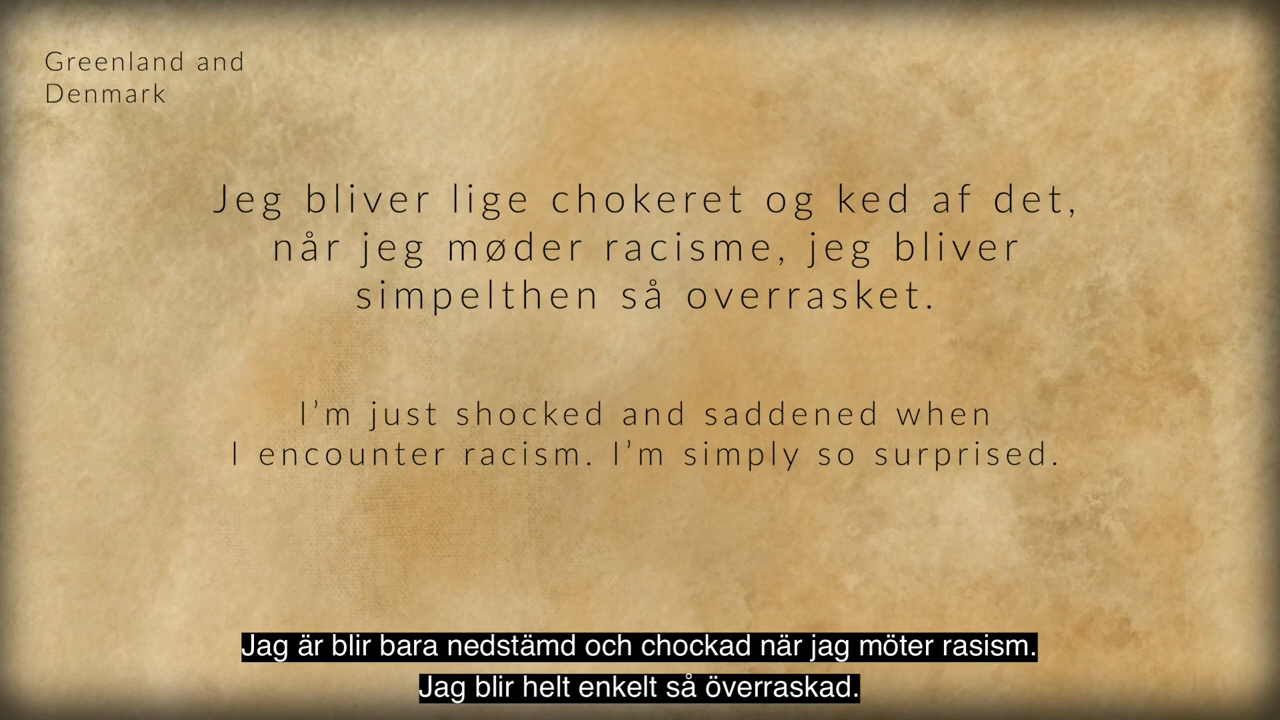 Greenland and
Denmark
Jeg bliver lige chokeret og ked af det,
når jeg møder racisme, jeg bliver
simpelthen så overrasket.
I’m just shocked and saddened when
I encounter racism. I’m simply so surprised.
Jag är blir bara nedstämd och chockad när jag möter rasism.
Jag blir helt enkelt så överraskad.